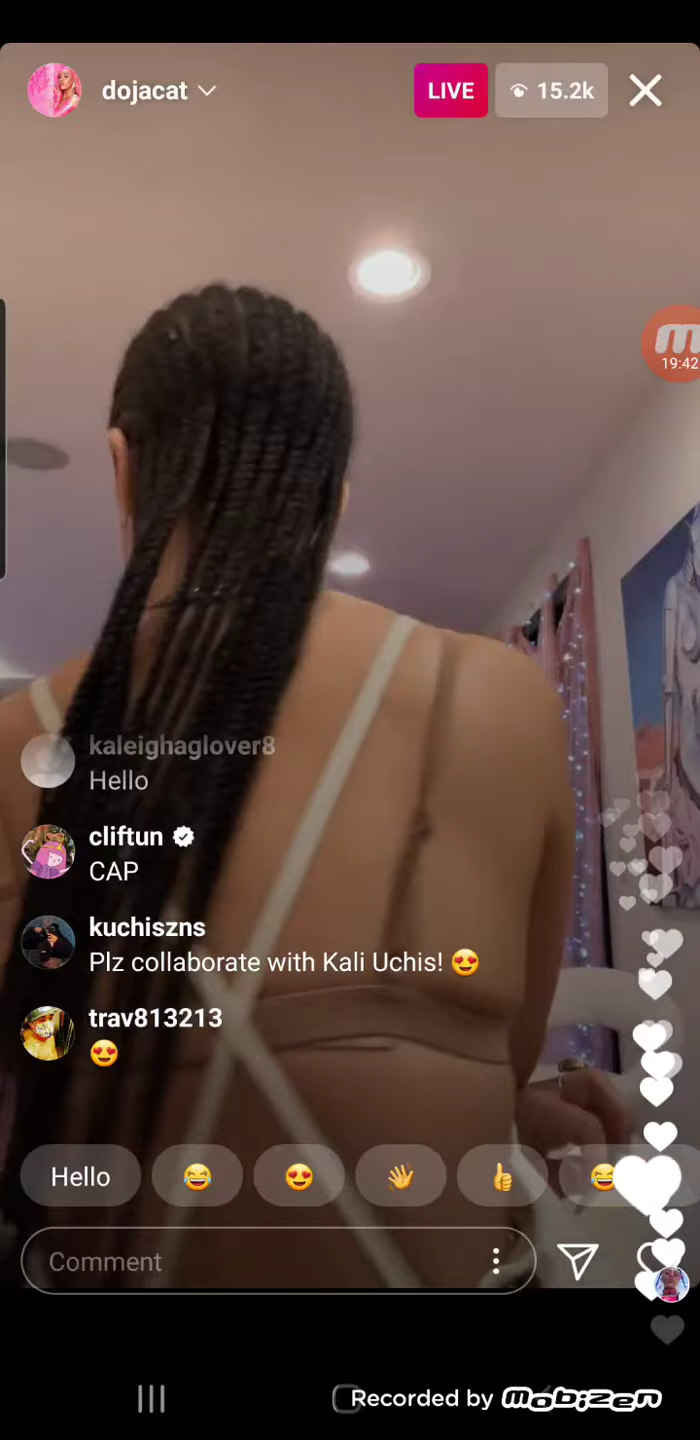 dojacat
LIVE
15.2k
19:42
kaleighaglover8
Hello
cliftun
CAP
kuchiszns
Plz collaborate with Kali Uchis! 😍
trav813213
😍
Hello 😂 😍 👋 👍 😅
Comment
Recorded by Mobizen